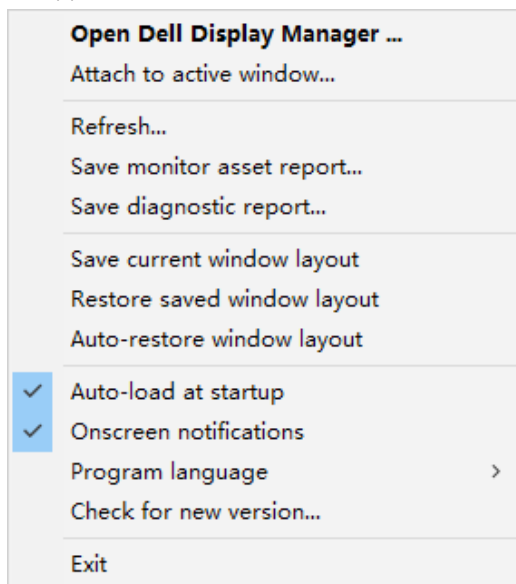 Open Dell Display Manager ...
Attach to active window...
Refresh...
Save monitor asset report...
Save diagnostic report...
Save current window layout
Restore saved window layout
Auto-restore window layout
Auto-load at startup
Onscreen notifications
Program language
Check for new version...
Exit